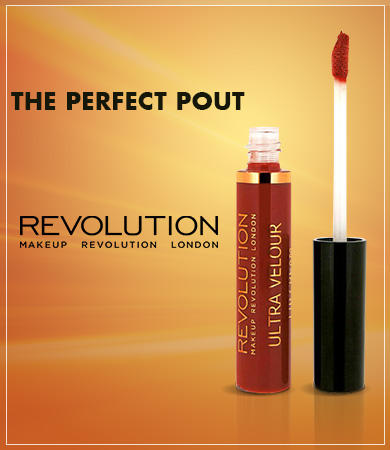 THE PERFECT POUT
REVOLUTION
MAKEUP REVOLUTION LONDON
REVOLUTION
MAKEUP REVOLUTION LONDON
ULTRA VELOUR